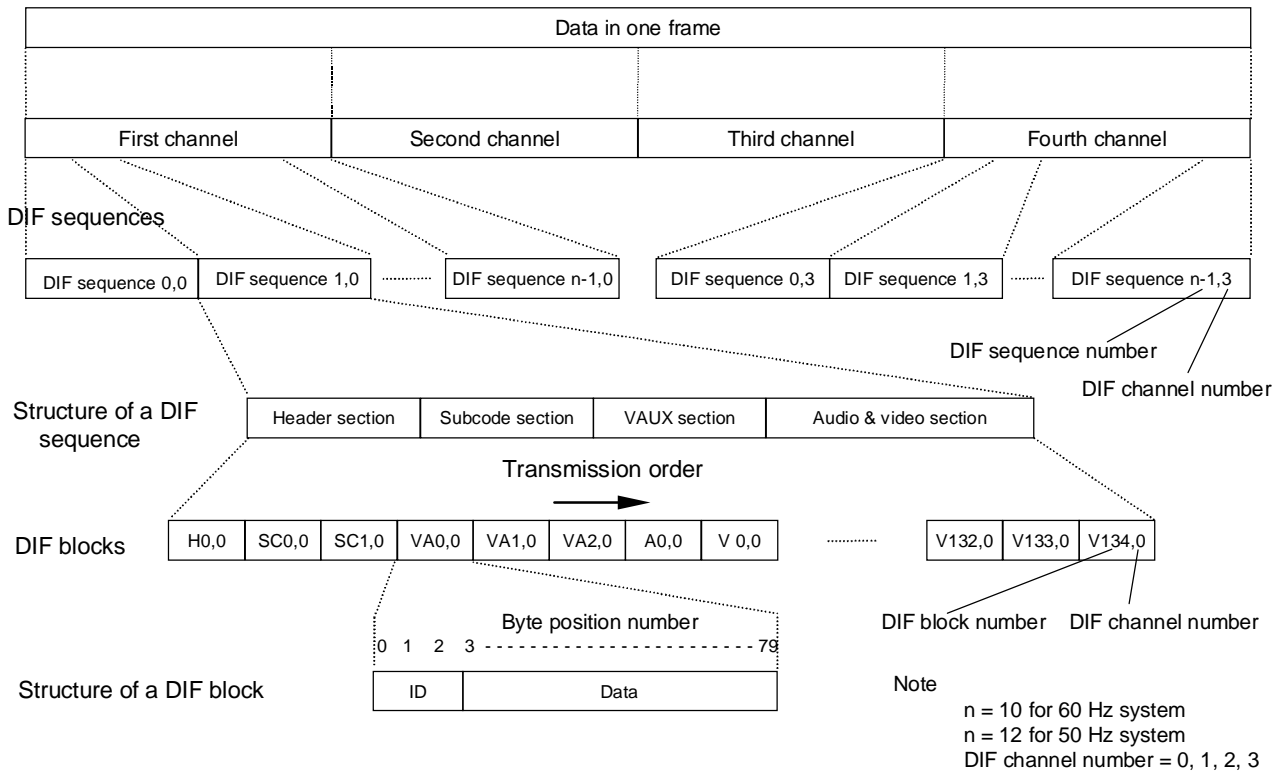 Data in one frame
First channel Second channel Third channel Fourth channel
DIF sequences
DIF sequence 0,0 DIF sequence 1,0 DIF sequence n-1,0 DIF sequence 0,3 DIF sequence 1,3 DIF sequence n-1,3
DIF sequence number
DIF channel number
Structure of a DIF
sequence
Header section Subcode section VAUX section Audio & video section
Transmission order
DIF blocks
H0,0 SC0,0 SC1,0 VA0,0 VA1,0 VA2,0 A0,0 V 0,0 V132,0 V133,0 V134,0
DIF block number DIF channel number
Byte position number
0 1 2 3 - - - - - - - - - - - - - - - - - - - - - - - - - - 79
Structure of a DIF block
ID Data
Note
n = 10 for 60 Hz system
n = 12 for 50 Hz system
DIF channel number = 0, 1, 2, 3